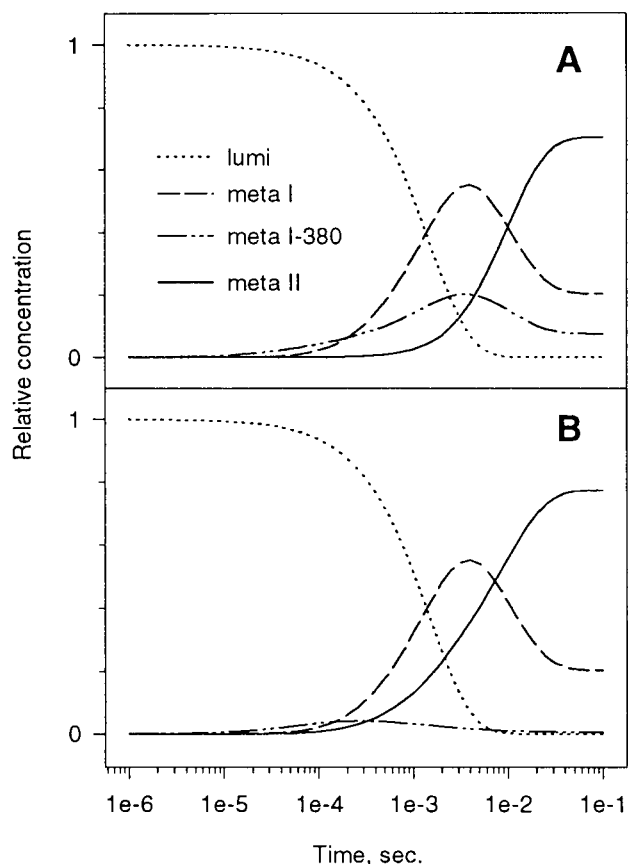 A
1
lumi
meta I
meta I-380
meta II
0
Relative concentration
B
1
0
1e-6 1e-5 1e-4 1e-3 1e-2 1e-1
Time, sec.